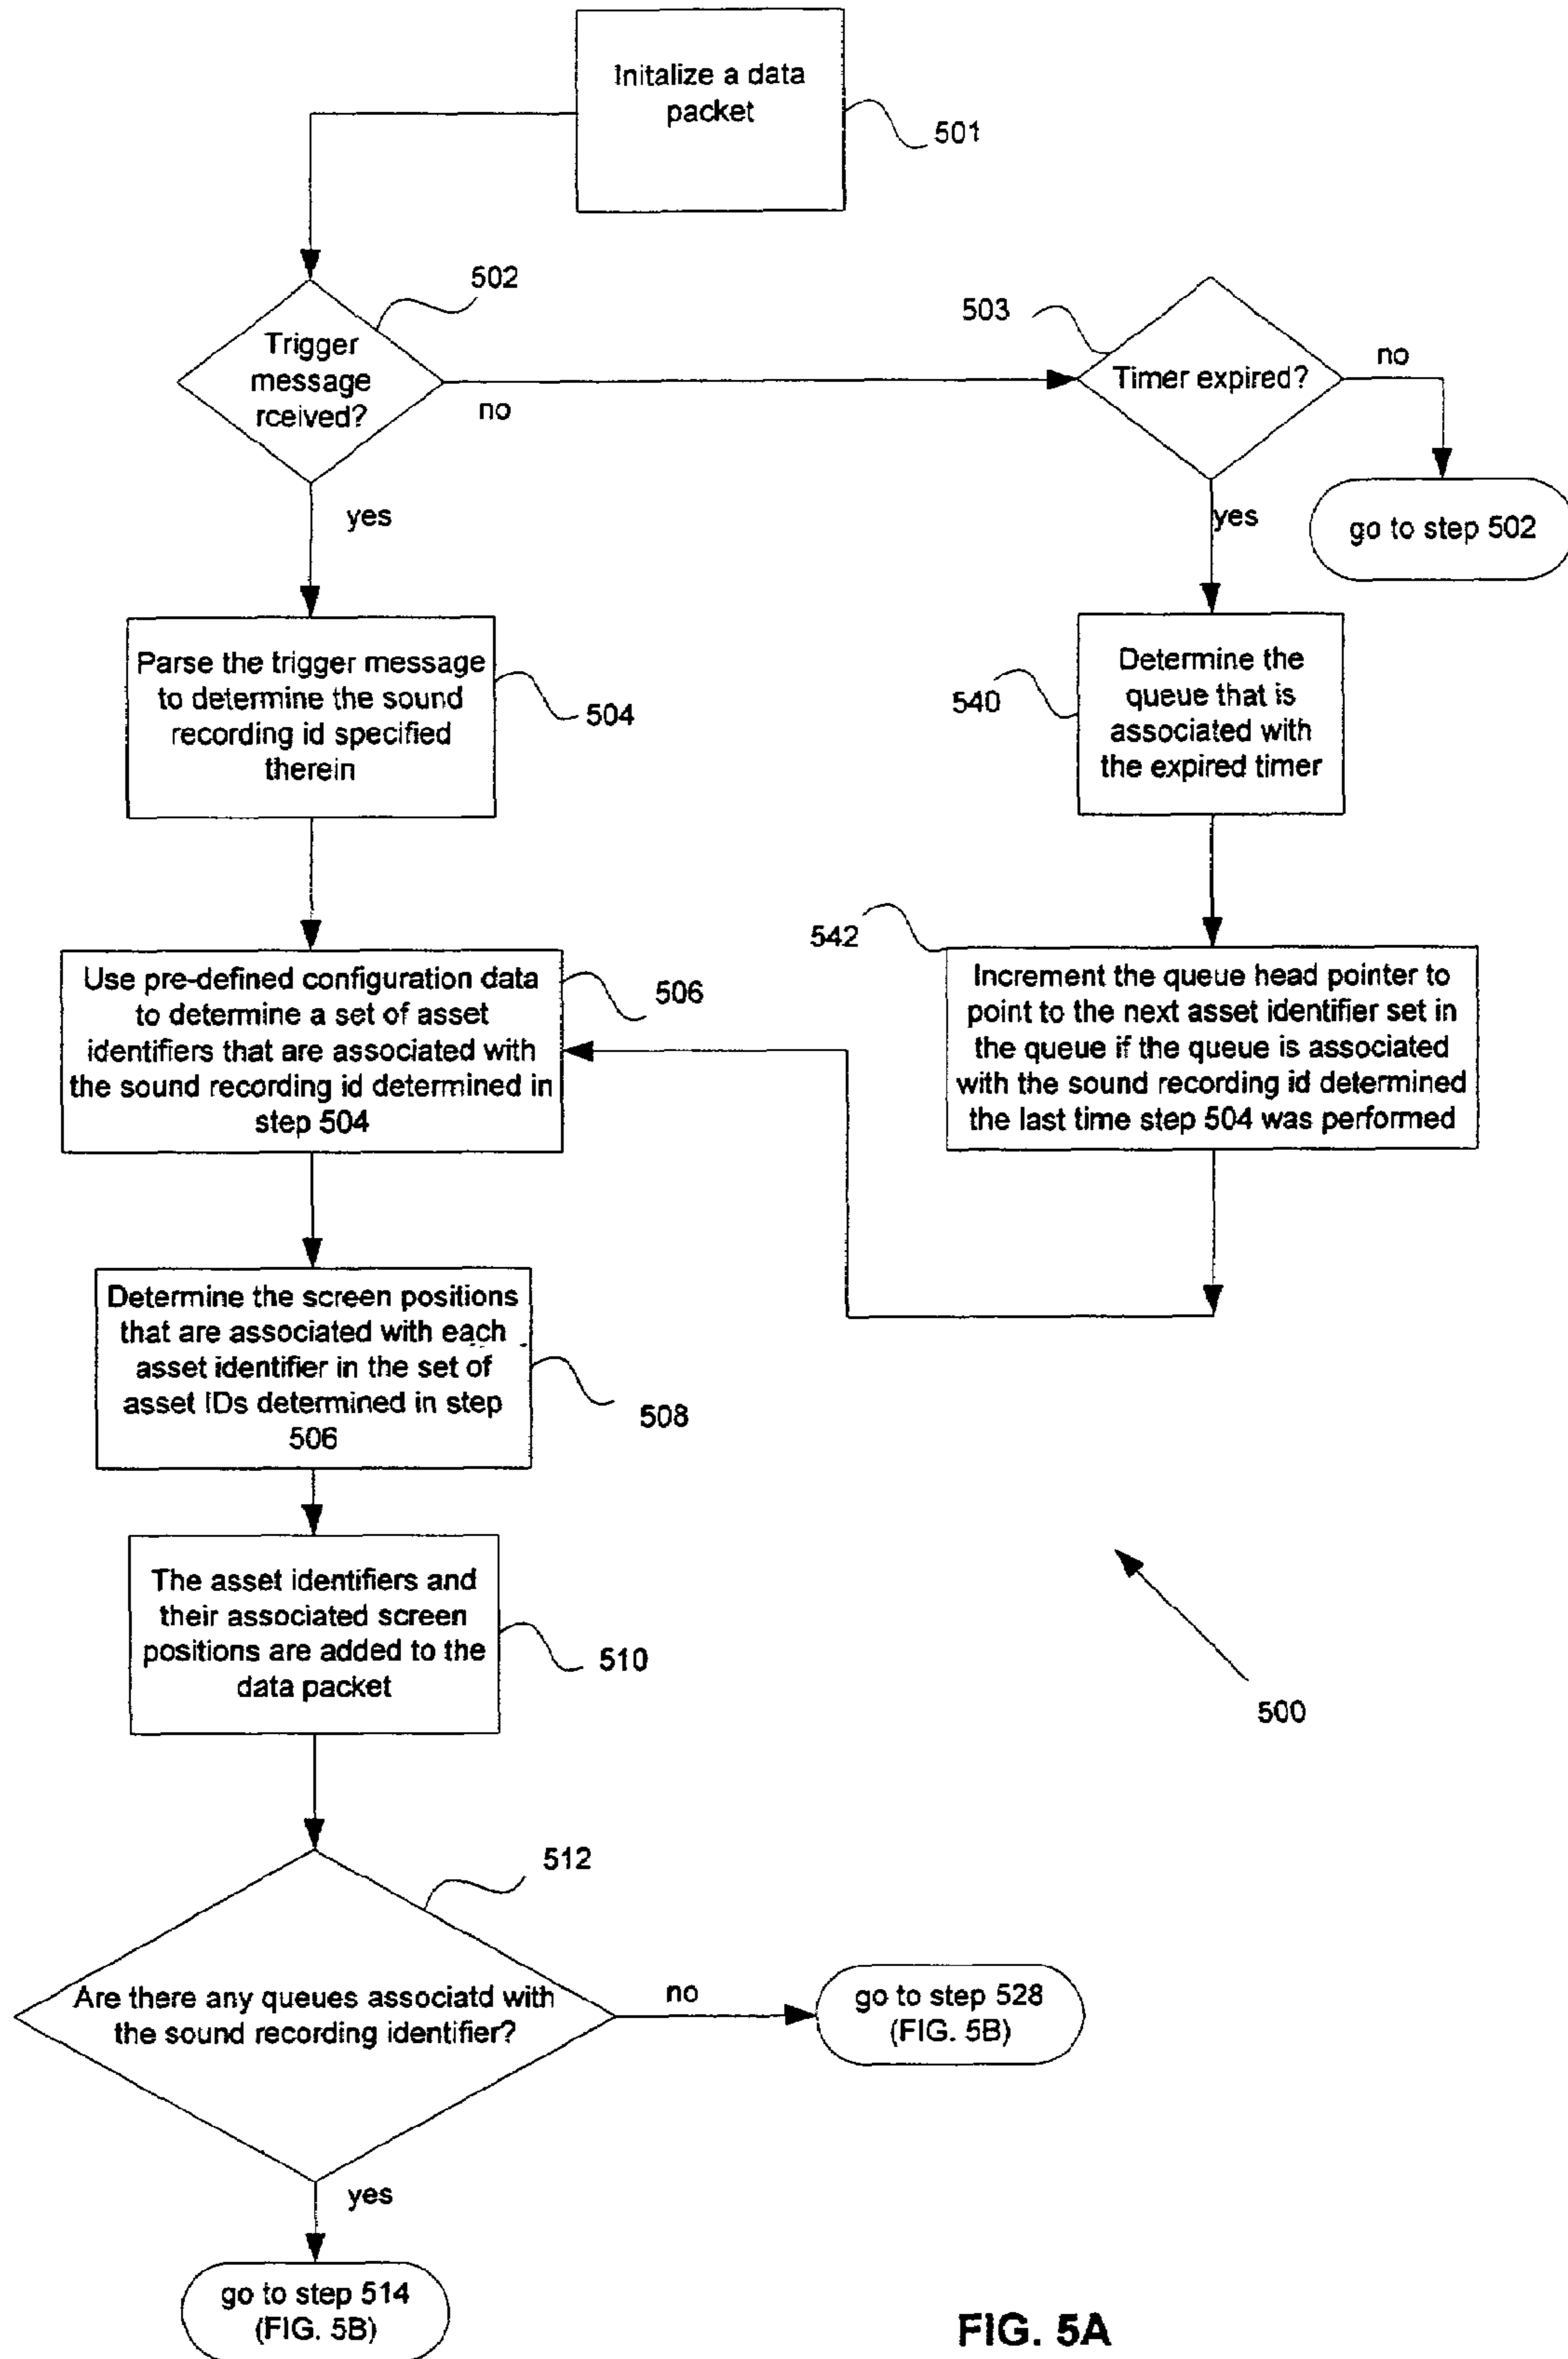 Initalize a data
packet
501
502
Trigger
message
rceived?
no
yes
503
Timer expired?
no
yes
go to step 502
Parse the trigger message
to determine the sound
recording id specified
therein
504
540
Determine the
queue that is
associated with
the expired timer
Use pre-defined configuration data
to determine a set of asset
identifiers that are associated with
the sound recording id determined in
step 504
506
542
Increment the queue head pointer to
point to the next asset identifier set in
the queue if the queue is associated
with the sound recording id determined
the last time step 504 was performed
Determine the screen positions
that are associated with each
asset identifier in the set of
asset IDs determined in step
506
508
The asset identifiers and
their associated screen
positions are added to the
data packet
510
500
512
Are there any queues associatd with
the sound recording identifier?
no
go to step 528
(FIG. 5B)
yes
go to step 514
(FIG. 5B)
FIG. 5A